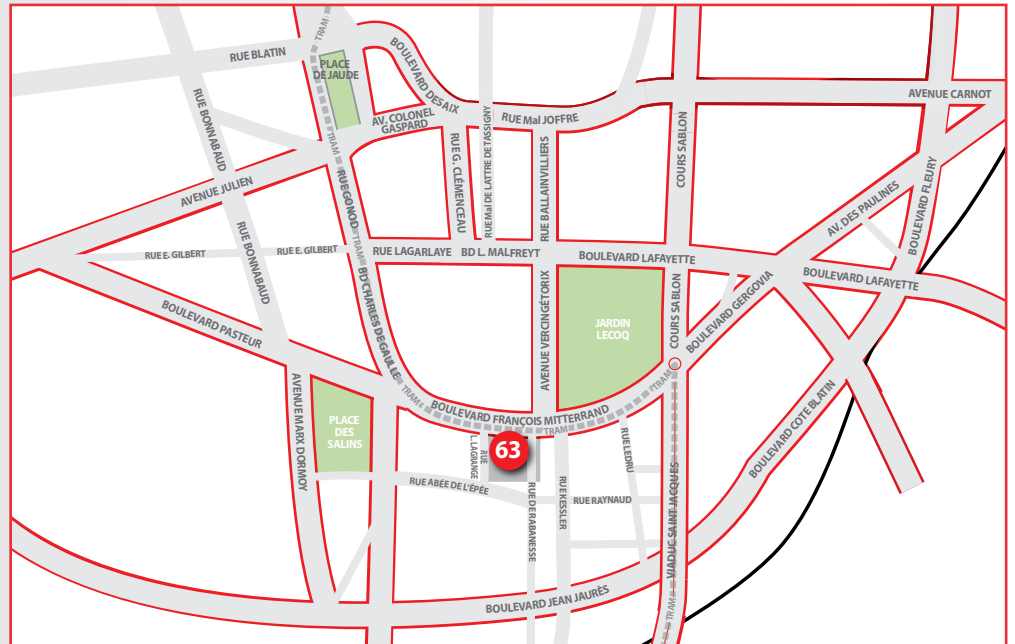 TRAM
RUE BLATIN
PLACE
DE JAUDE
BOULEVARD DESAIX
AVENUE CARNOT
RUE BONNABAUD
AV. COLONEL
GASPARD
RUE Mal JOFFRE
TRAM
RUE G. CLÉMENCEAU
RUE Mal DE LATTRE DE TASSIGNY
RUE BALLAINVILLIERS
COURS SABLON
AVENUE JULIEN
RUE GONOD
AV. DES PAULINES
BOULEVARD FLEURY
RUE BONNABAUD
RUE E. GILBERT
RUE E. GILBERT
TRAM
RUE LAGARLAYE
BD L. MALFREYT
BOULEVARD LAFAYETTE
BOULEVARD LAFAYETTE
BD CHARLES DE GAULLE
AVENUE VERCINGÉTORIX
COURS SABLON
BOULEVARD GERGOVIA
BOULEVARD PASTEUR
JARDIN
LECOQ
AVENUE MARX DORMOY
TRAM
TRAM
BOULEVARD FRANÇOIS MITTERRAND
TRAM
PLACE
DES
SALINS
63
RUE
L. LAGRANGE
RUE LEDRU
BOULEVARD COTE BLATIN
RUE ABÉE DE L'ÉPÉE
RUE DE RABANESSE
RUE KESSLER
RUE RAYNAUD
VIADUC SAINT JACQUES
BOULEVARD JEAN JAURÈS
TRAM